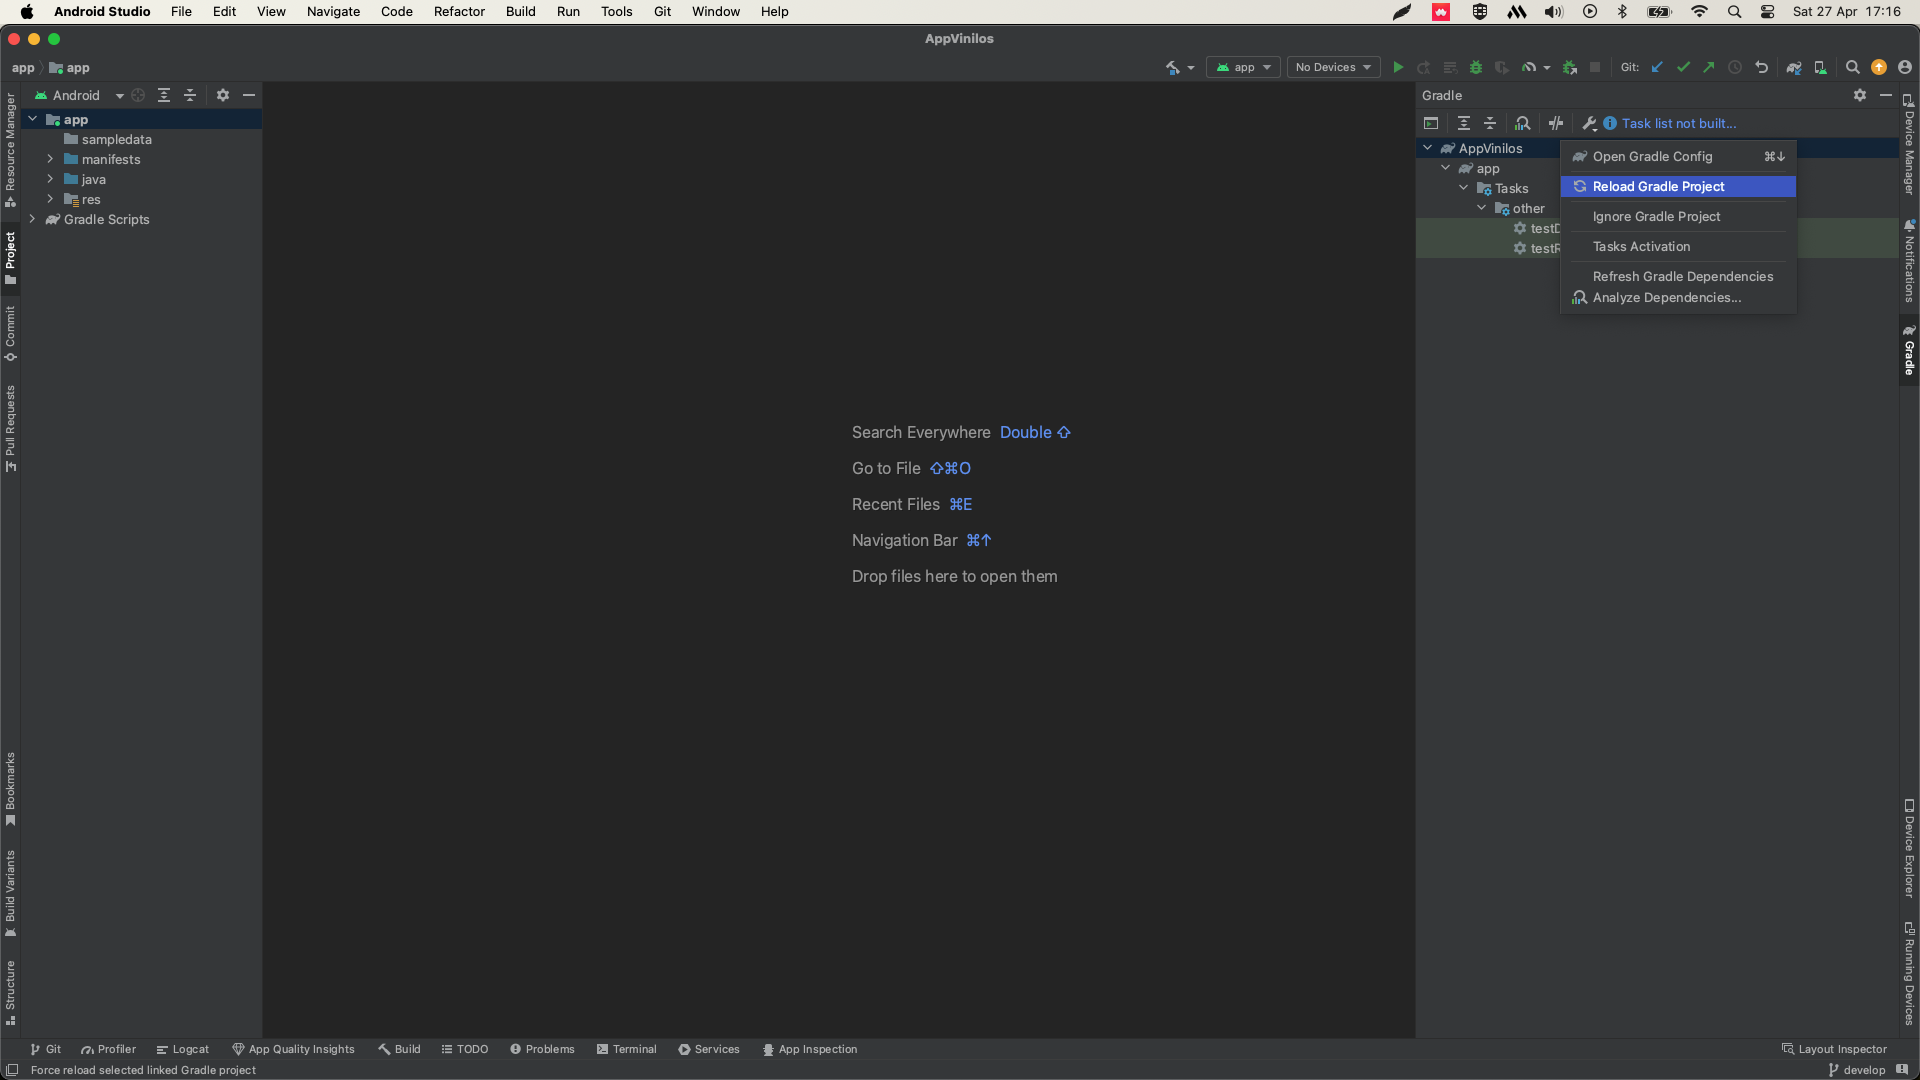 Android Studio File Edit View Navigate Code Refactor Build Run Tools Git Window Help Sat 27 Apr 17:16
AppVinilos
app app
app No Devices Git:
Android
Gradle
Task list not built...
app
sampledata
manifests
java
res
Gradle Scripts
AppVinilos
app
Tasks
other
testD
testR
Open Gradle Config ⌘↓
Reload Gradle Project
Ignore Gradle Project
Tasks Activation
Refresh Gradle Dependencies
Analyze Dependencies...
Resource Manager
Project
Commit
Pull Requests
Bookmarks
Build Variants
Structure
Search Everywhere Double ⇧
Go to File ⇧⌘O
Recent Files ⌘E
Navigation Bar ⌘↑
Drop files here to open them
Device Manager
Notifications
Gradle
Device Explorer
Running Devices
Git Profiler Logcat App Quality Insights Build TODO Problems Terminal Services App Inspection Layout Inspector
Force reload selected linked Gradle project develop